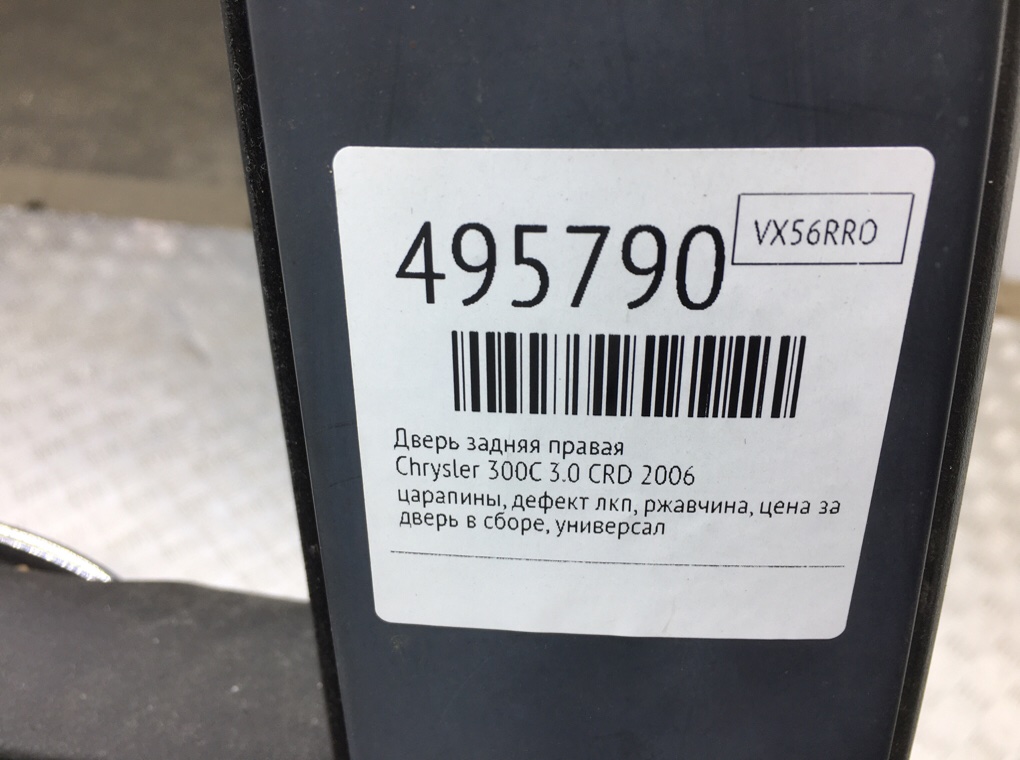 495790
VX56RRO
Дверь задняя правая
Chrysler 300C 3.0 CRD 2006
царапины, дефект лкп, ржавчина, цена за
дверь в сборе, универсал